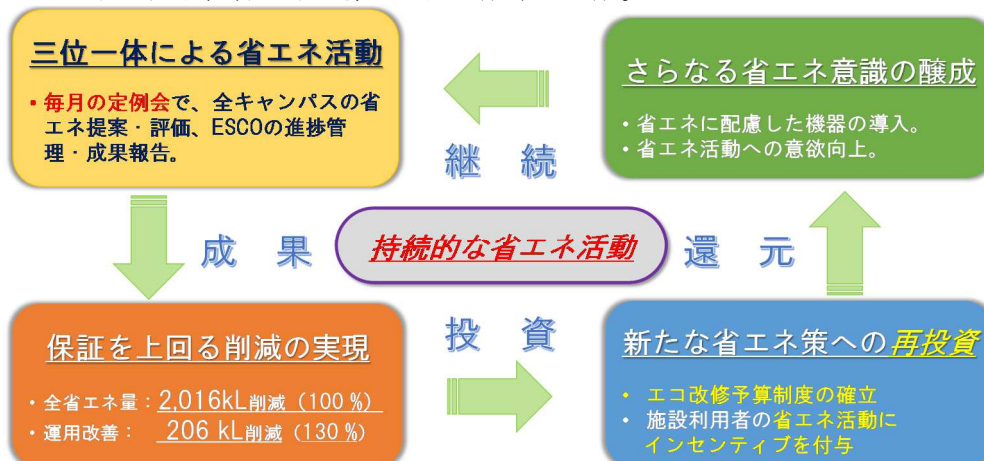 三位一体による省エネ活動
・毎月の定例会で、全キャンパスの省
エネ提案・評価、ESCOの進捗管
理・成果報告。
さらなる省エネ意識の醸成
・省エネに配慮した機器の導入。
・省エネ活動への意欲向上。
継 続
成 果
持続的な省エネ活動
還 元
保証を上回る削減の実現
・全省エネ量：2,016kL削減（100％）
・運用改善： 206 kL削減（130％）
投 資
新たな省エネ策への再投資
・ エコ改修予算制度の確立
・ 施設利用者の省エネ活動に
インセンティブを付与